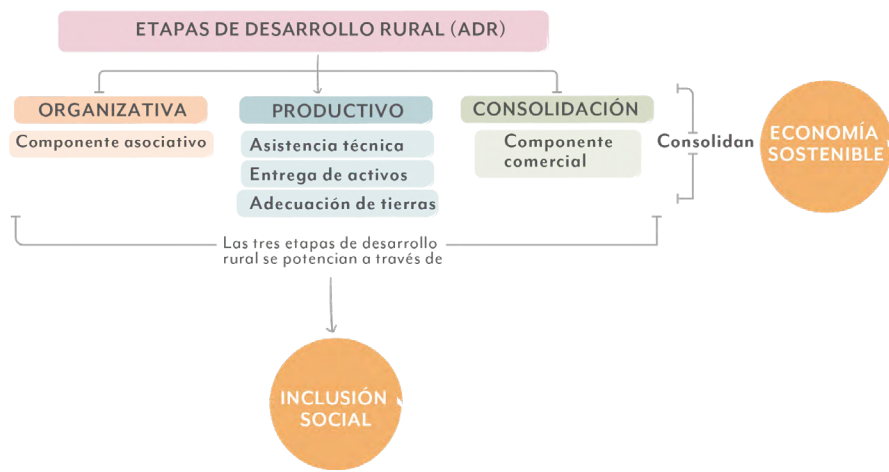 ETAPAS DE DESARROLLO RURAL (ADR)
ORGANIZATIVA
Componente asociativo
PRODUCTIVO
Asistencia técnica
Entrega de activos
Adecuación de tierras
CONSOLIDACIÓN
Componente
comercial
Consolidan
ECONOMÍA
SOSTENIBLE
Las tres etapas de desarrollo
rural se potencian a través de
INCLUSIÓN
SOCIAL